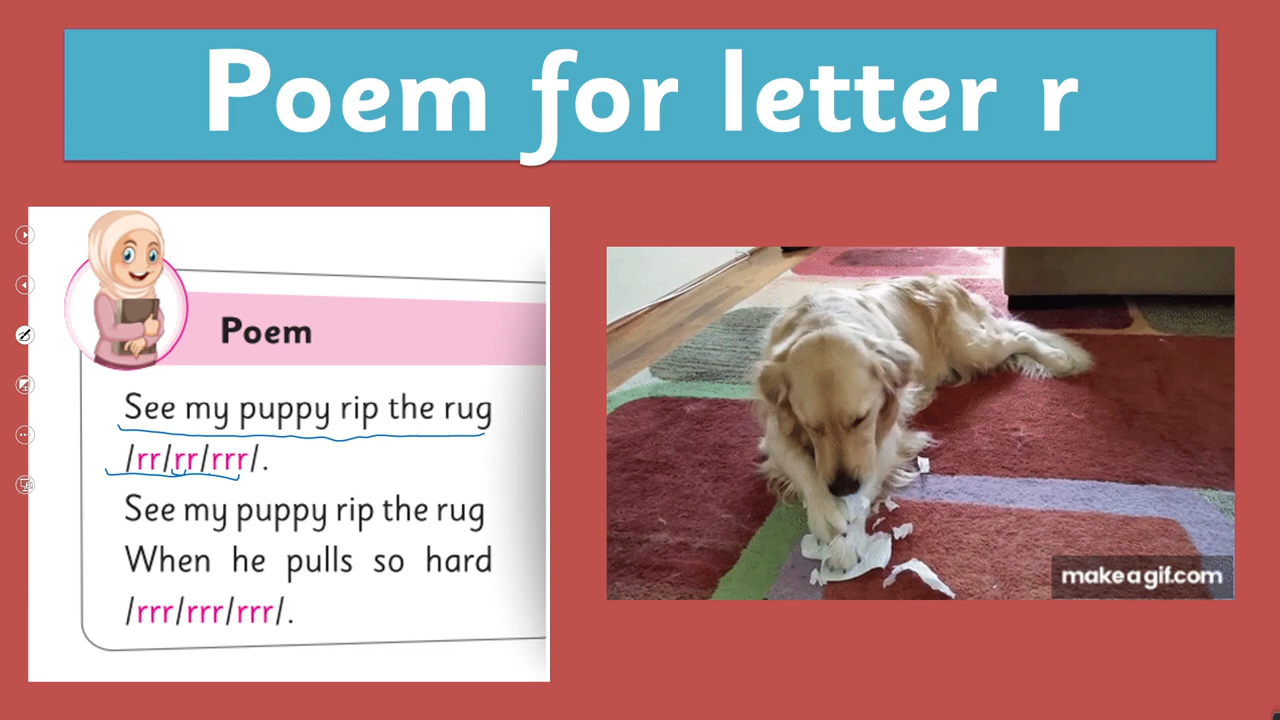 Poem for letter r
Poem
See my puppy rip the rug
/rr/rr/rrr/.
See my puppy rip the rug
When he pulls so hard
/rrr/rrr/rrr/.
makeagif.com